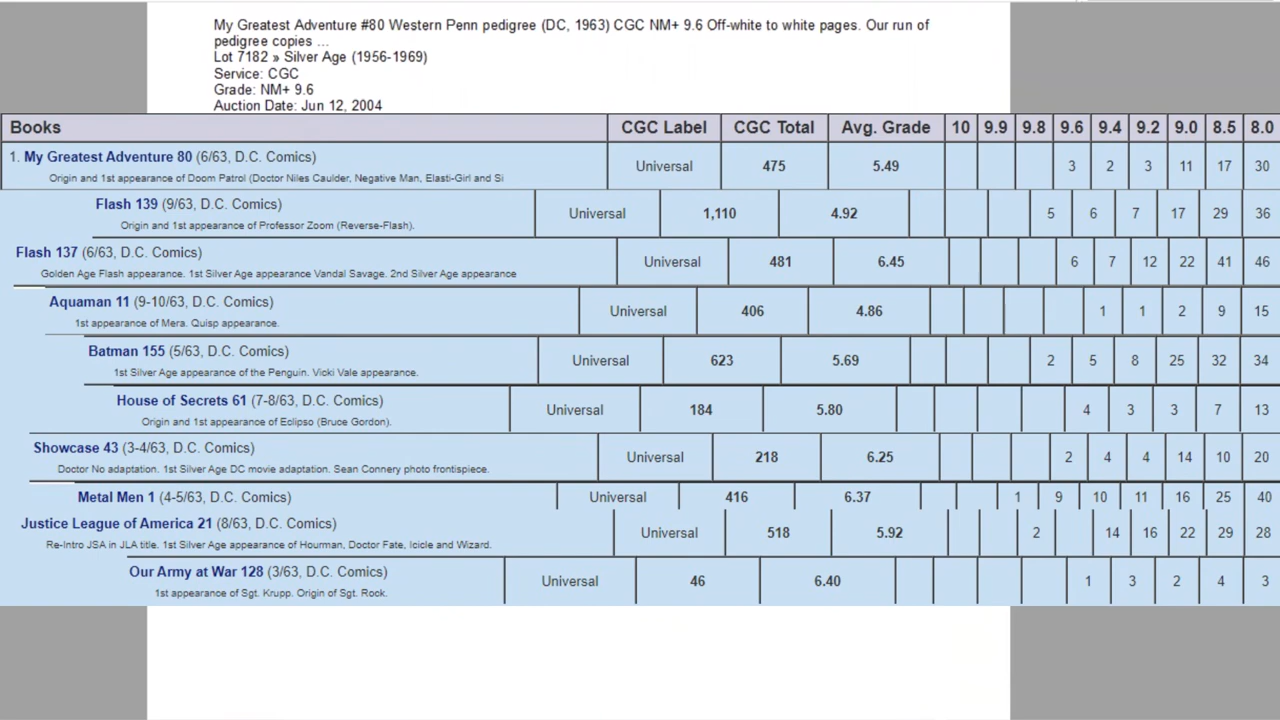 My Greatest Adventure #80 Western Penn pedigree (DC, 1963) CGC NM+ 9.6 Off-white to white pages. Our run of
pedigree copies ...
Lot 7182 » Silver Age (1956-1969)
Service: CGC
Grade: NM+ 9.6
Auction Date: Jun 12, 2004
Books CGC Label CGC Total Avg. Grade 10 9.9 9.8 9.6 9.4 9.2 9.0 8.5 8.0
1. My Greatest Adventure 80 (6/63, D.C. Comics) Universal 475 5.49 3 2 3 11 17 30
Origin and 1st appearance of Doom Patrol (Doctor Niles Caulder, Negative Man, Elasti-Girl and Si
Flash 139 (9/63, D.C. Comics) Universal 1,110 4.92 5 6 7 17 29 36
Origin and 1st appearance of Professor Zoom (Reverse-Flash).
Flash 137 (6/63, D.C. Comics) Universal 481 6.45 6 7 12 22 41 46
Golden Age Flash appearance. 1st Silver Age appearance Vandal Savage. 2nd Silver Age appearance
Aquaman 11 (9-10/63, D.C. Comics) Universal 406 4.86 1 1 2 9 15
1st appearance of Mera. Quisp appearance.
Batman 155 (5/63, D.C. Comics) Universal 623 5.69 2 5 8 25 32 34
1st Silver Age appearance of the Penguin. Vicki Vale appearance.
House of Secrets 61 (7-8/63, D.C. Comics) Universal 184 5.80 4 3 3 7 13
Origin and 1st appearance of Eclipso (Bruce Gordon).
Showcase 43 (3-4/63, D.C. Comics) Universal 218 6.25 2 4 4 14 10 20
Doctor No adaptation. 1st Silver Age DC movie adaptation. Sean Connery photo frontispiece.
Metal Men 1 (4-5/63, D.C. Comics) Universal 416 6.37 1 9 10 11 16 25 40
Justice League of America 21 (8/63, D.C. Comics) Universal 518 5.92 2 14 16 22 29 28
Re-Intro JSA in JLA title. 1st Silver Age appearance of Hourman, Doctor Fate, Icicle and Wizard.
Our Army at War 128 (3/63, D.C. Comics) Universal 46 6.40 1 3 2 4 3
1st appearance of Sgt. Krupp. Origin of Sgt. Rock.